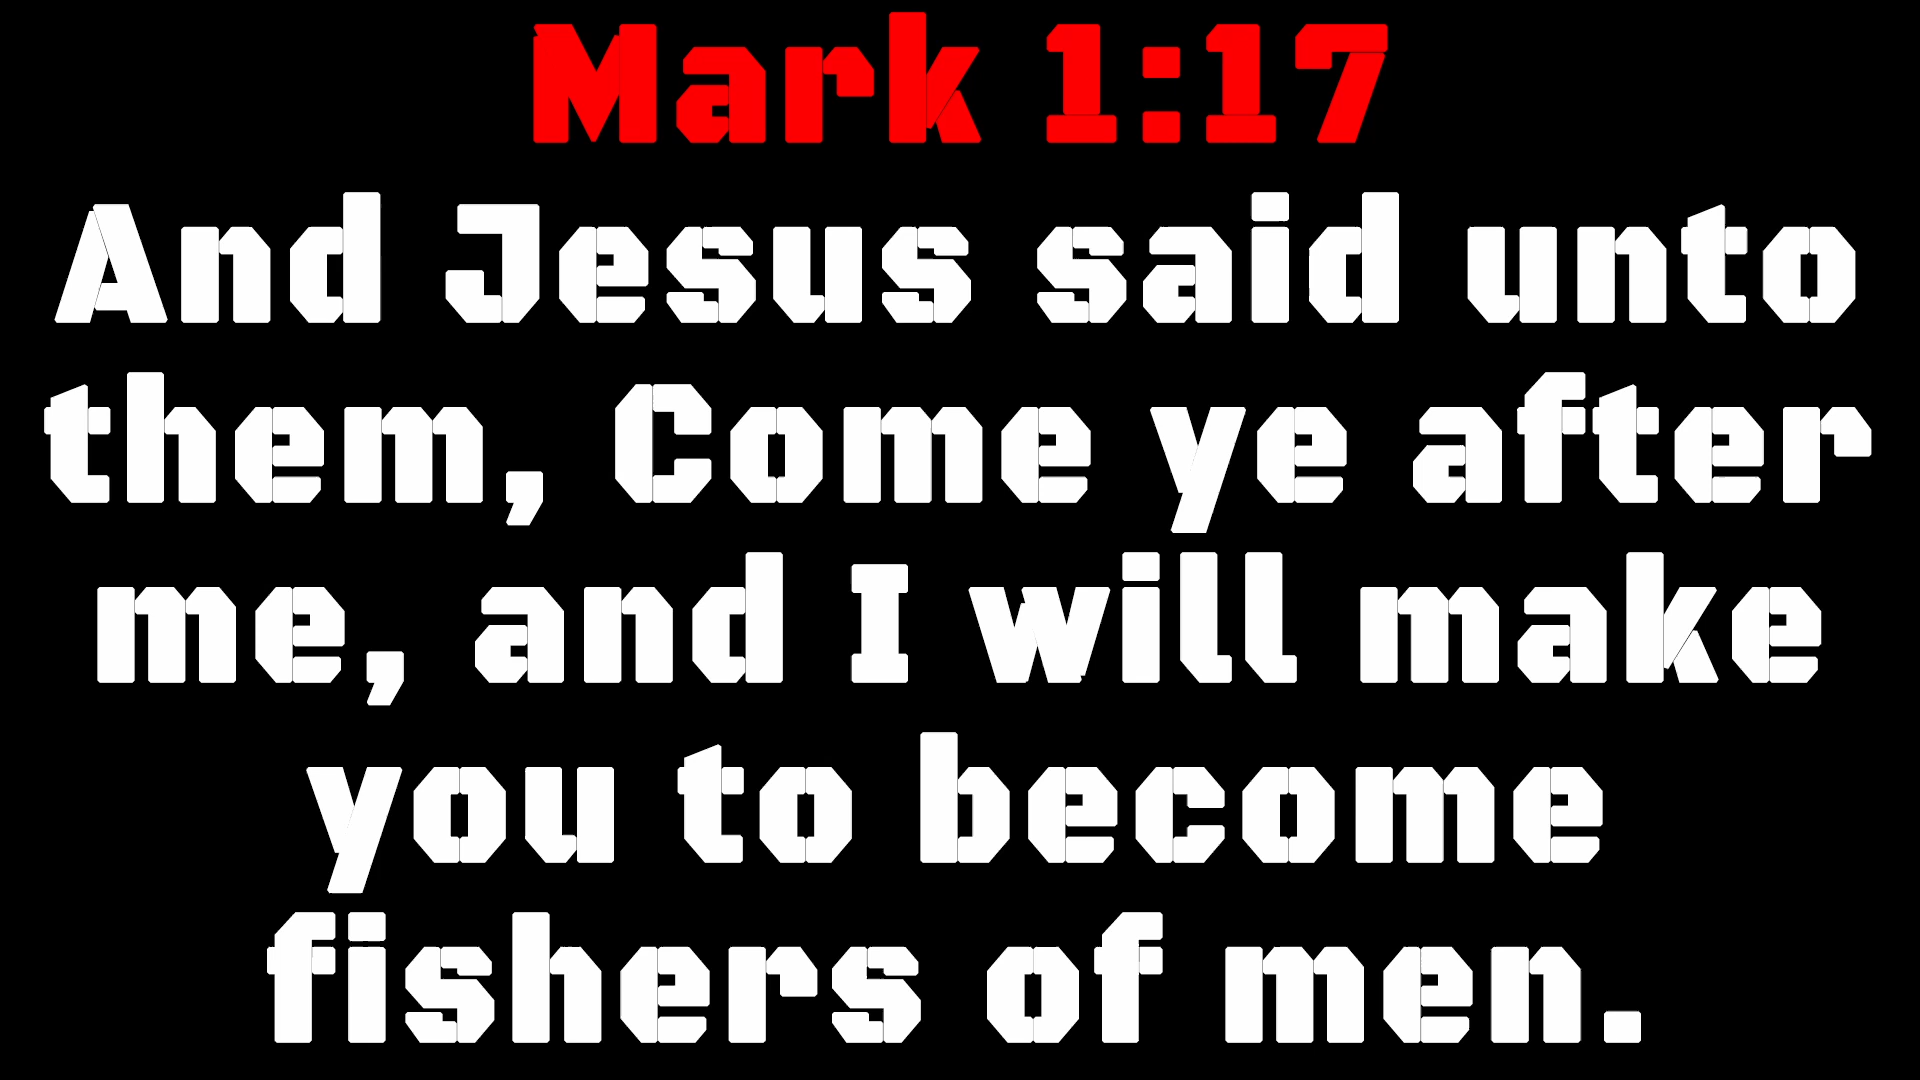 Mark 1:17
And Jesus said unto
them, Come ye after
me, and I will make
you to become
fishers of men.